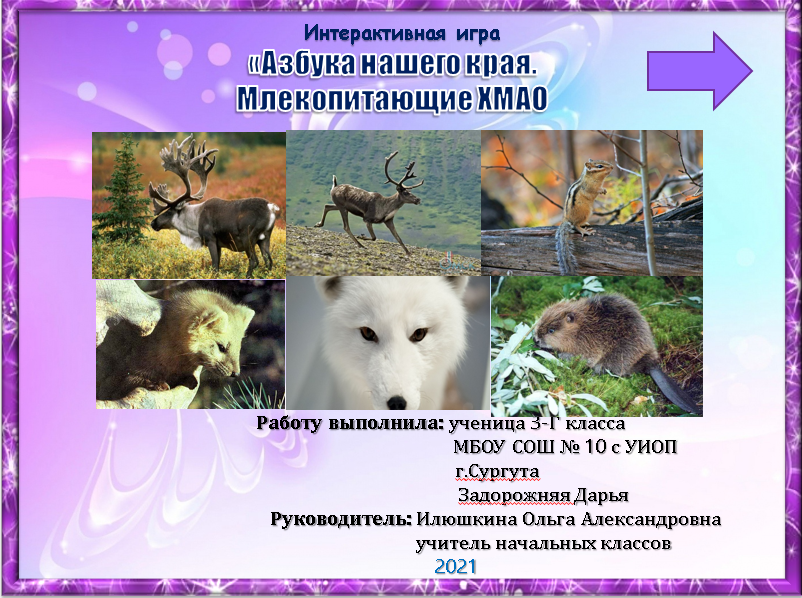 Интерактивная игра
«Азбука нашего края.
Млекопитающие ХМАО
Работу выполнила: ученица 3-Г класса
МБОУ СОШ № 10 с УИОП
г.Сургута
Задорожняя Дарья
Руководитель: Илюшкина Ольга Александровна
учитель начальных классов
2021